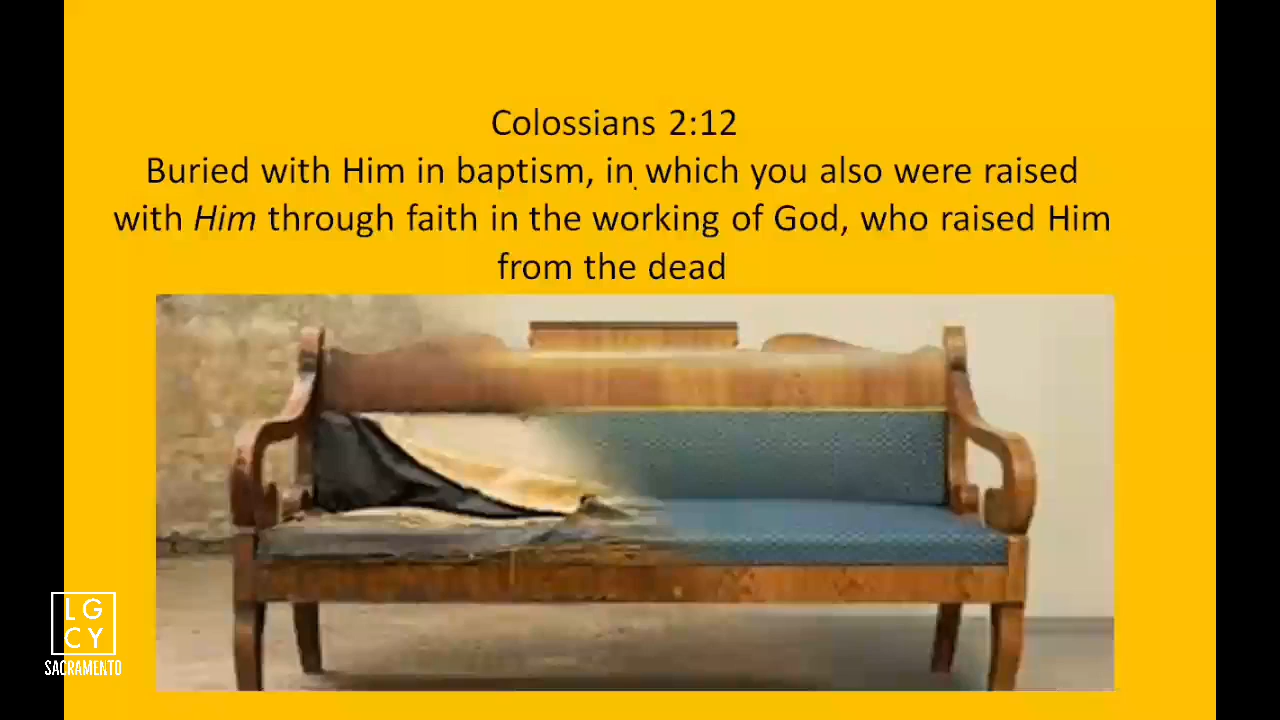 Colossians 2:12
Buried with Him in baptism, in which you also were raised
with Him through faith in the working of God, who raised Him
from the dead
LG
CY
SACRAMENTO